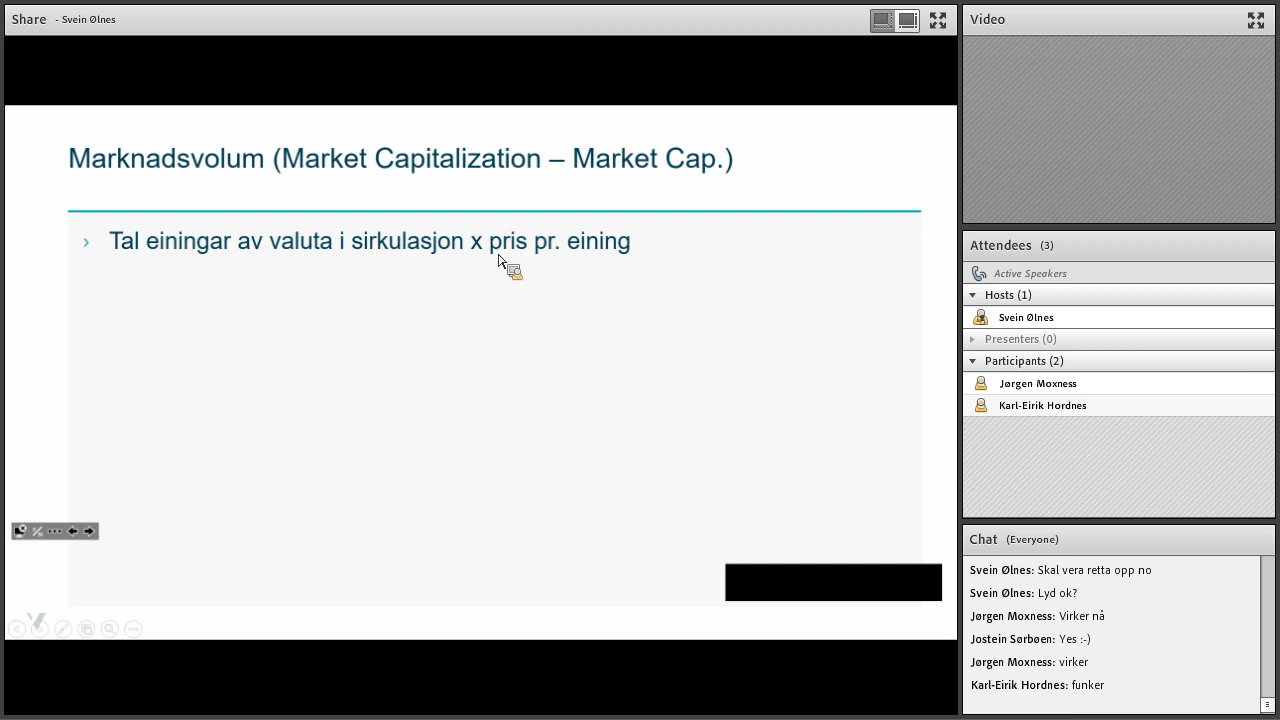 Share - Svein Ølnes
Marknadsvolum (Market Capitalization – Market Cap.)
› Tal einingar av valuta i sirkulasjon x pris pr. eining
Video
Attendees (3)
Active Speakers
Hosts (1)
Svein Ølnes
Presenters (0)
Participants (2)
Jørgen Moxness
Karl-Eirik Hordnes
Chat (Everyone)
Svein Ølnes: Skal vera retta opp no
Svein Ølnes: Lyd ok?
Jørgen Moxness: Virker nå
Jostein Sørbøen: Yes :-)
Jørgen Moxness: virker
Karl-Eirik Hordnes: funker